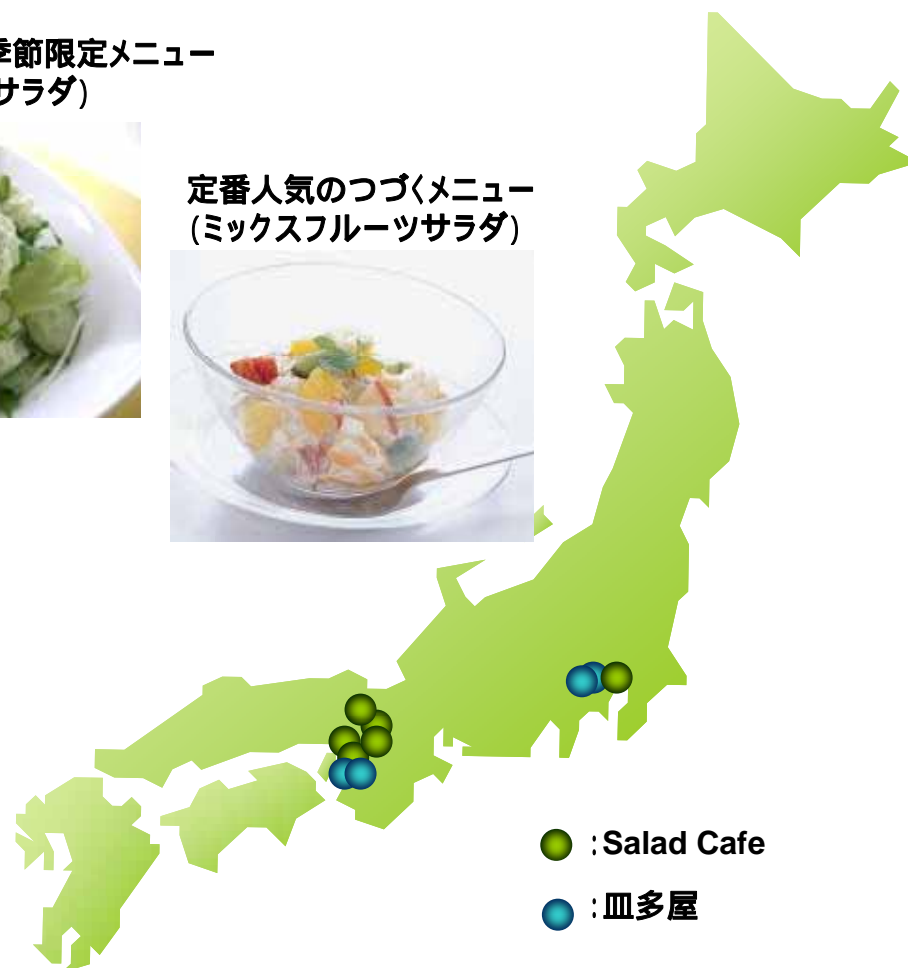 季節限定メニュー
サラダ)
定番人気のつづくメニュー
(ミックスフルーツサラダ)
:Salad Cafe
:皿多屋